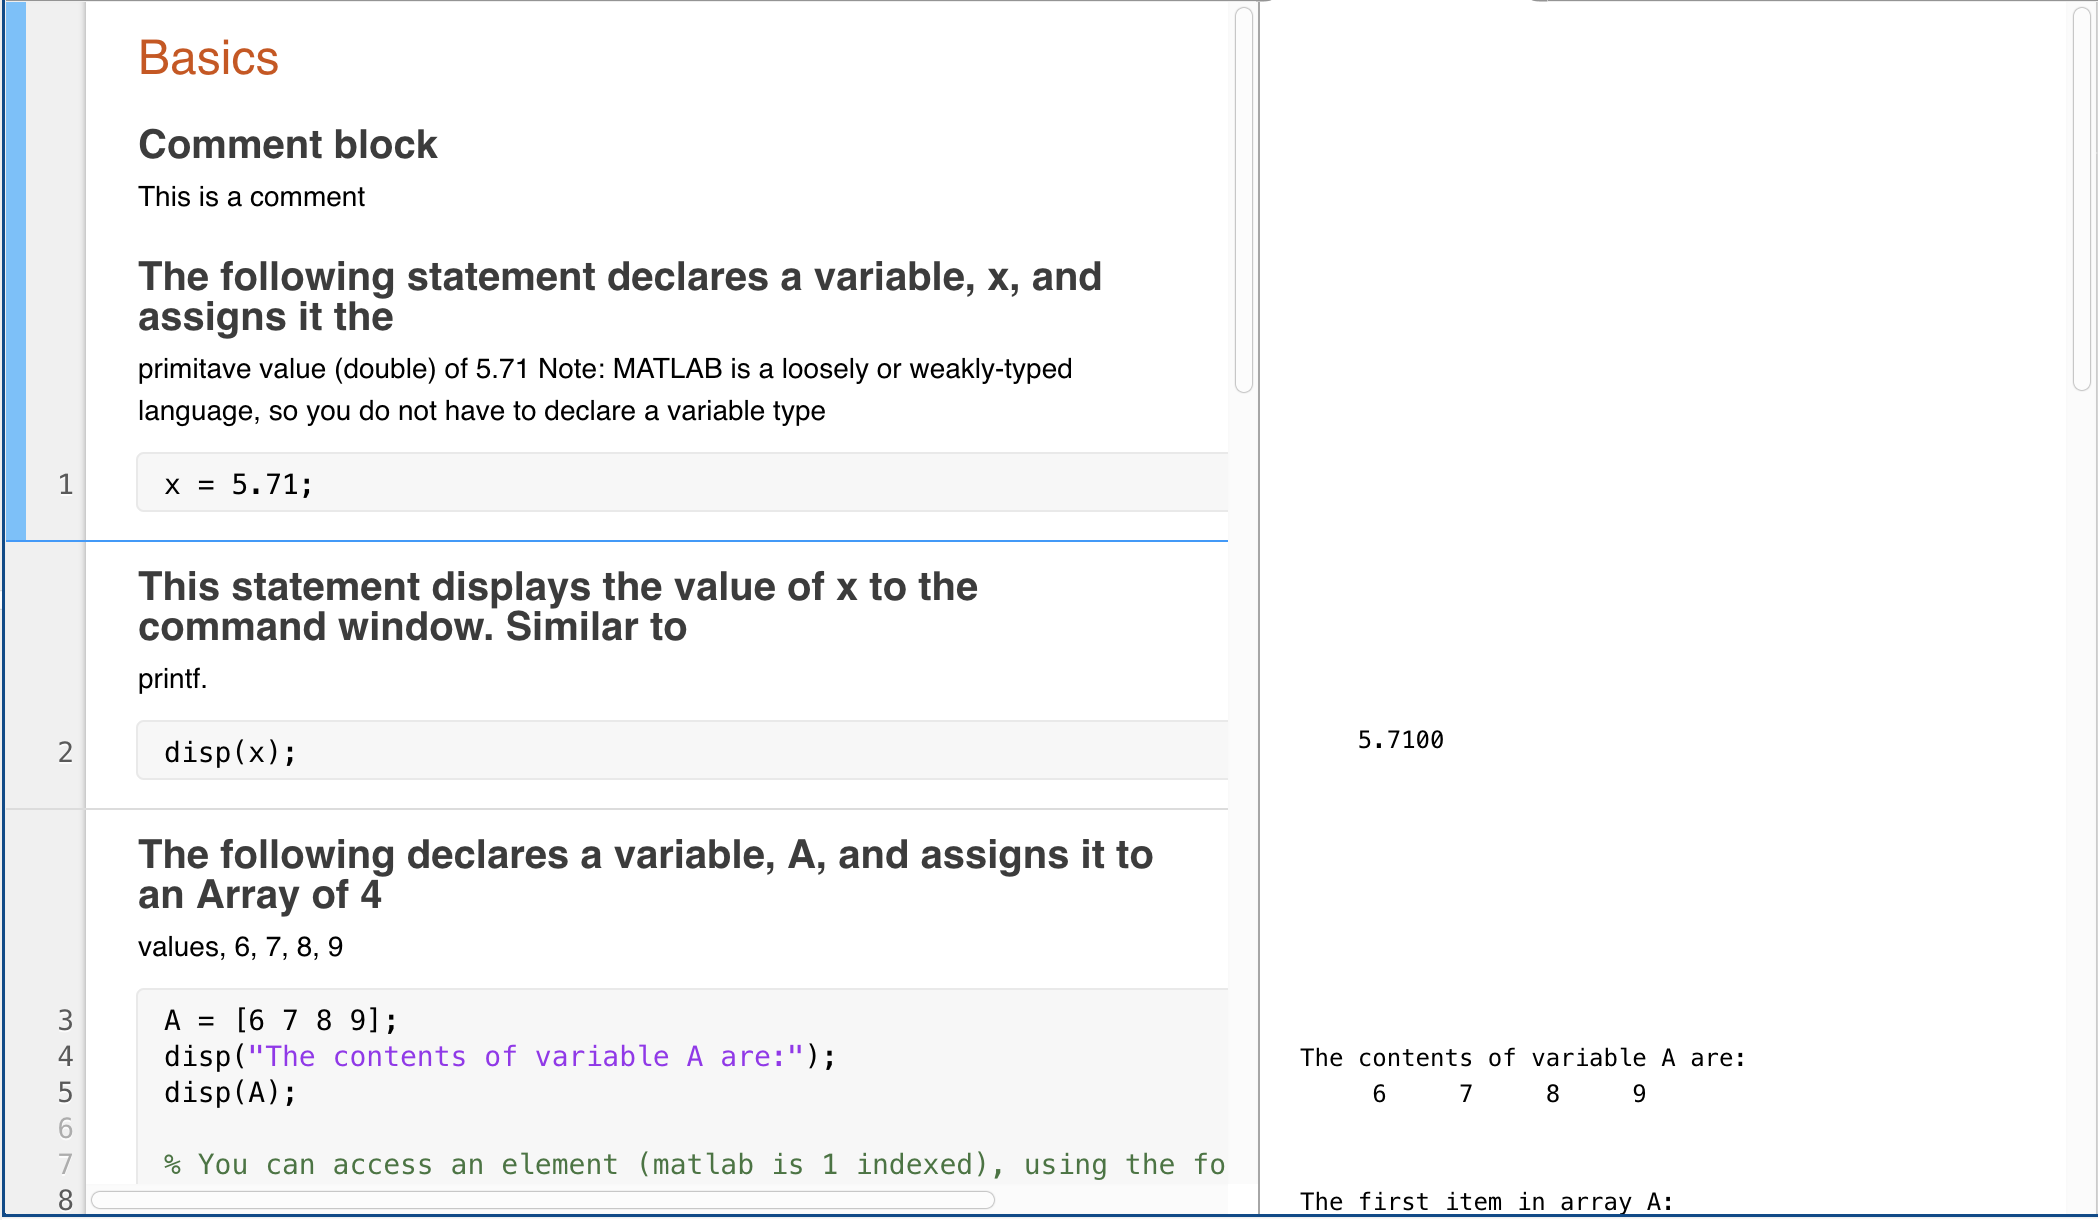 Basics
Comment block
This is a comment
The following statement declares a variable, x, and
assigns it the
primitave value (double) of 5.71 Note: MATLAB is a loosely or weakly-typed
language, so you do not have to declare a variable type
1 x = 5.71;
This statement displays the value of x to the
command window. Similar to
printf.
2 disp(x);
5.7100
The following declares a variable, A, and assigns it to
an Array of 4
values, 6, 7, 8, 9
3 A = [6 7 8 9];
4 disp("The contents of variable A are:");
5 disp(A);
6
7 % You can access an element (matlab is 1 indexed), using the fo
8
The contents of variable A are:
6 7 8 9
The first item in array A: